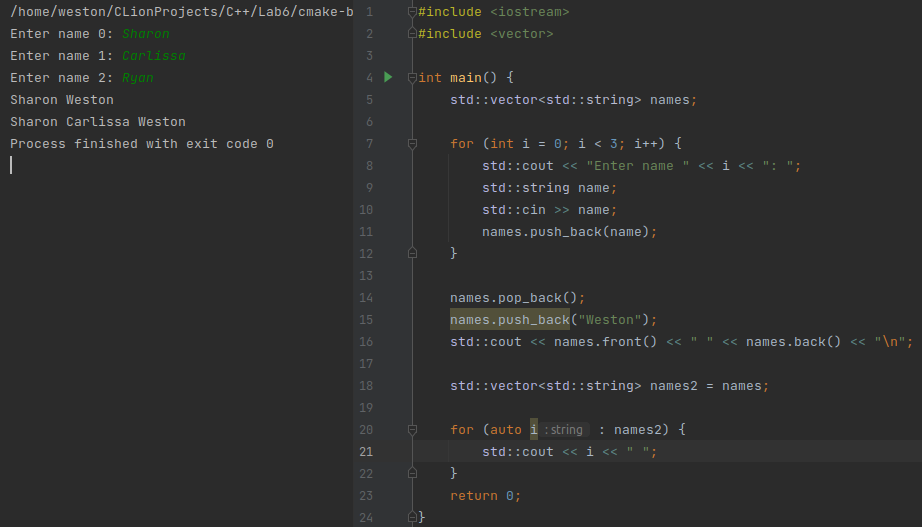 /home/weston/CLionProjects/C++/Lab6/cmake-b
Enter name 0: Sharon
Enter name 1: Carlissa
Enter name 2: Ryan
Sharon Weston
Sharon Carlissa Weston
Process finished with exit code 0
1 #include <iostream>
2 #include <vector>
3
4 int main() {
5 std::vector<std::string> names;
6
7 for (int i = 0; i < 3; i++) {
8 std::cout << "Enter name " << i << ": ";
9 std::string name;
10 std::cin >> name;
11 names.push_back(name);
12 }
13
14 names.pop_back();
15 names.push_back("Weston");
16 std::cout << names.front() << " " << names.back() << "\n";
17
18 std::vector<std::string> names2 = names;
19
20 for (auto i : string : names2) {
21 std::cout << i << " ";
22 }
23 return 0;
24 }